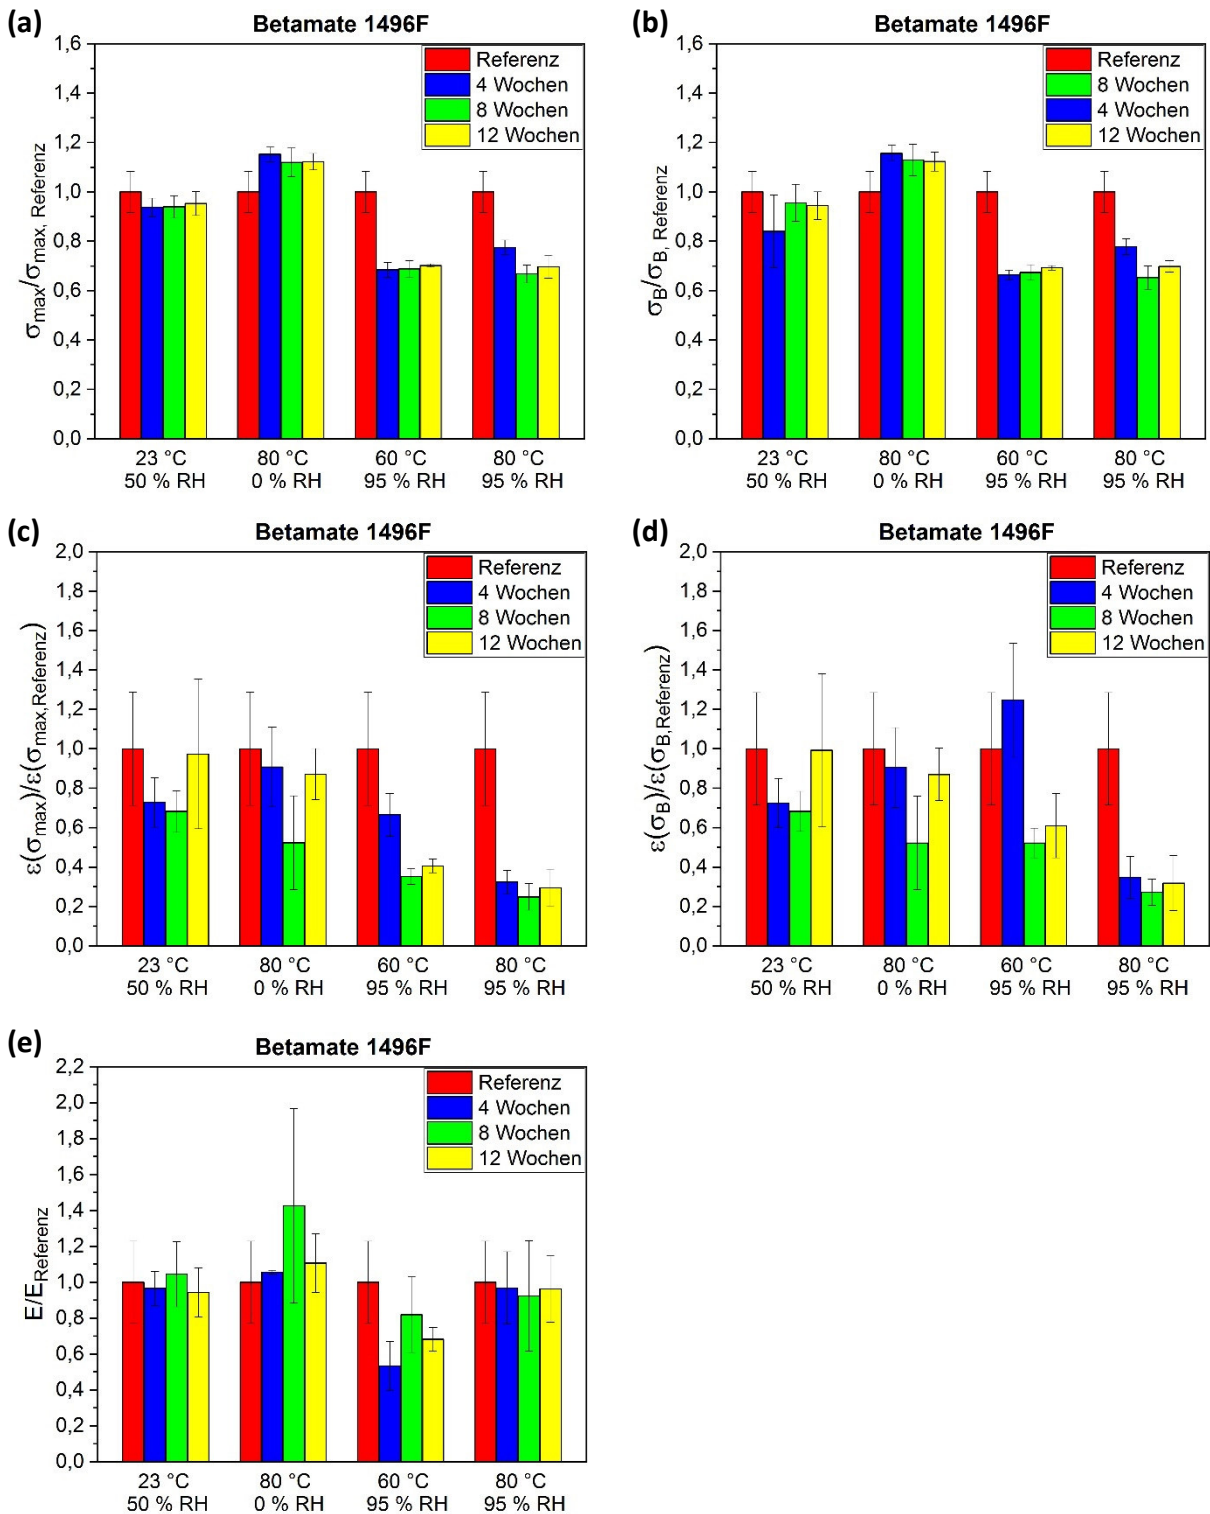 (a)
Betamate 1496F
1,6
1,4
1,2
1,0
0,8
0,6
0,4
0,2
0,0
σmax/σmax, Referenz
Referenz
4 Wochen
8 Wochen
12 Wochen
23 °C
50 % RH
80 °C
0 % RH
60 °C
95 % RH
80 °C
95 % RH
(b)
Betamate 1496F
1,6
1,4
1,2
1,0
0,8
0,6
0,4
0,2
0,0
σB/σB, Referenz
Referenz
8 Wochen
4 Wochen
12 Wochen
23 °C
50 % RH
80 °C
0 % RH
60 °C
95 % RH
80 °C
95 % RH
(c)
Betamate 1496F
2,0
1,8
1,6
1,4
1,2
1,0
0,8
0,6
0,4
0,2
0,0
ε(σmax)/ε(σmax,Referenz)
Referenz
4 Wochen
8 Wochen
12 Wochen
23 °C
50 % RH
80 °C
0 % RH
60 °C
95 % RH
80 °C
95 % RH
(d)
Betamate 1496F
2,0
1,8
1,6
1,4
1,2
1,0
0,8
0,6
0,4
0,2
0,0
ε(σB)/ε(σB,Referenz)
Referenz
4 Wochen
8 Wochen
12 Wochen
23 °C
50 % RH
80 °C
0 % RH
60 °C
95 % RH
80 °C
95 % RH
(e)
Betamate 1496F
2,2
2,0
1,8
1,6
1,4
1,2
1,0
0,8
0,6
0,4
0,2
0,0
E/EReferenz
Referenz
4 Wochen
8 Wochen
12 Wochen
23 °C
50 % RH
80 °C
0 % RH
60 °C
95 % RH
80 °C
95 % RH